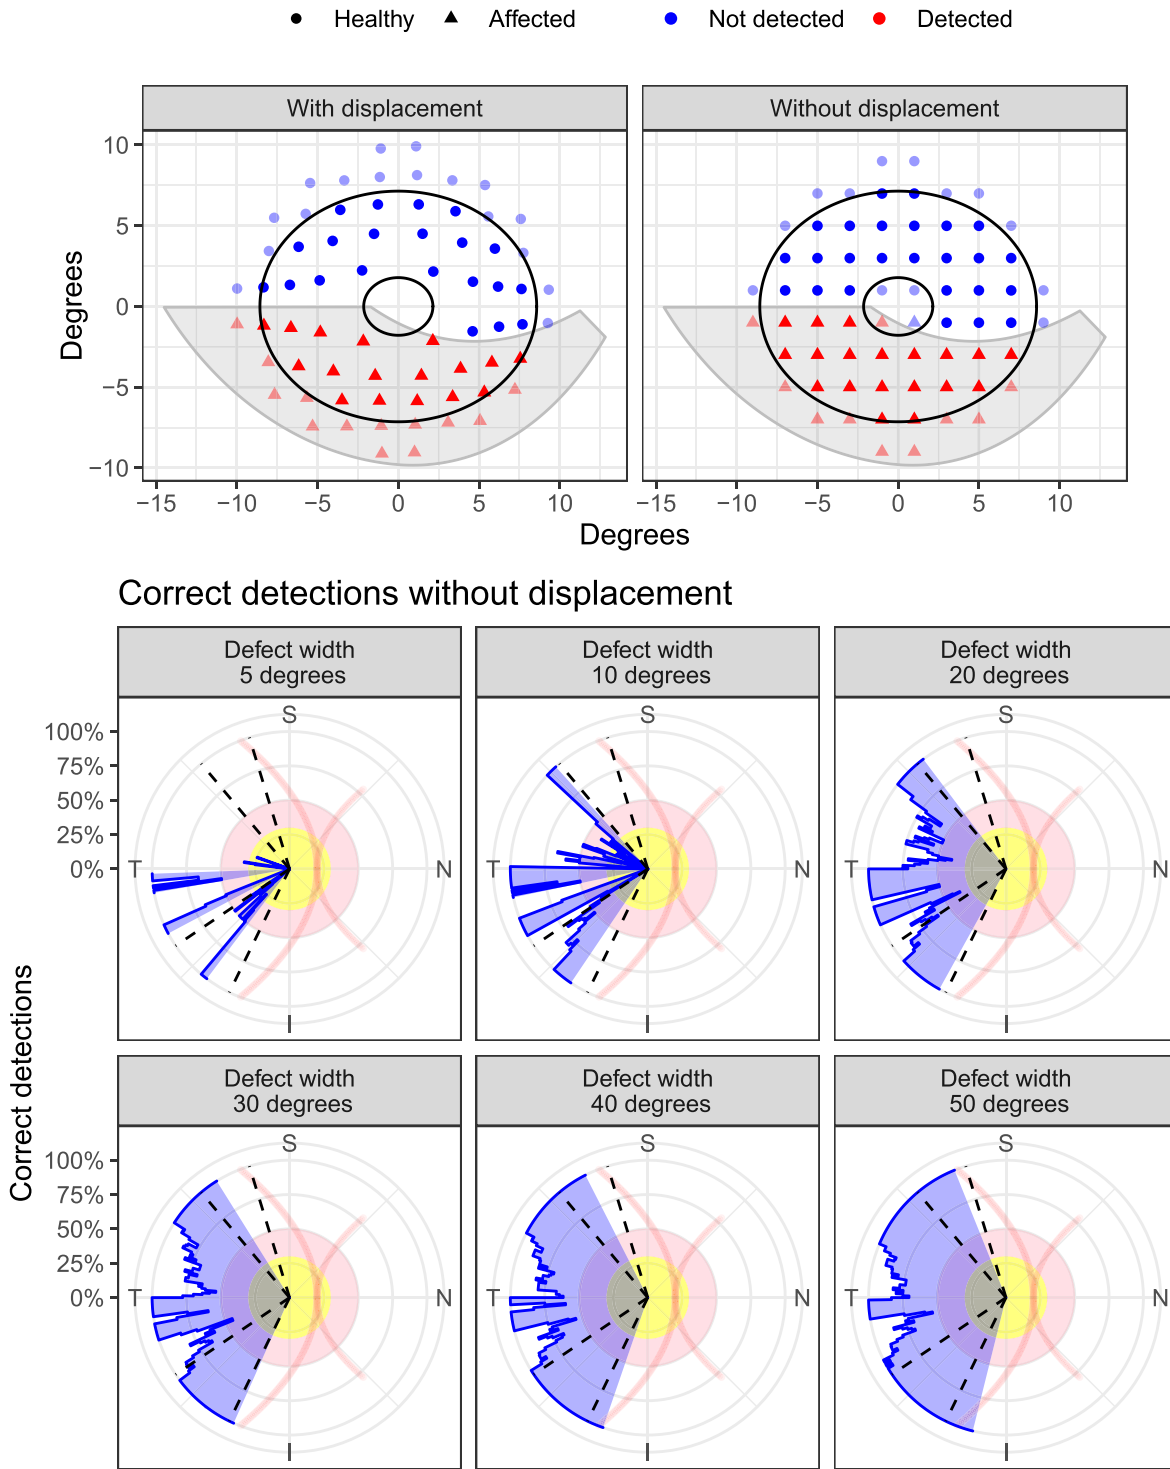 Healthy Affected Not detected Detected
With displacement Without displacement
10
5
0
−5
−10
Degrees
−15 −10 −5 0 5 10 −15 −10 −5 0 5 10
Degrees
Correct detections without displacement
Defect width
5 degrees
Defect width
10 degrees
Defect width
20 degrees
100%
75%
50%
25%
0%
S
T N
I
S
T N
I
S
T N
I
Correct detections
Defect width
30 degrees
Defect width
40 degrees
Defect width
50 degrees
100%
75%
50%
25%
0%
S
T N
I
S
T N
I
S
T N
I